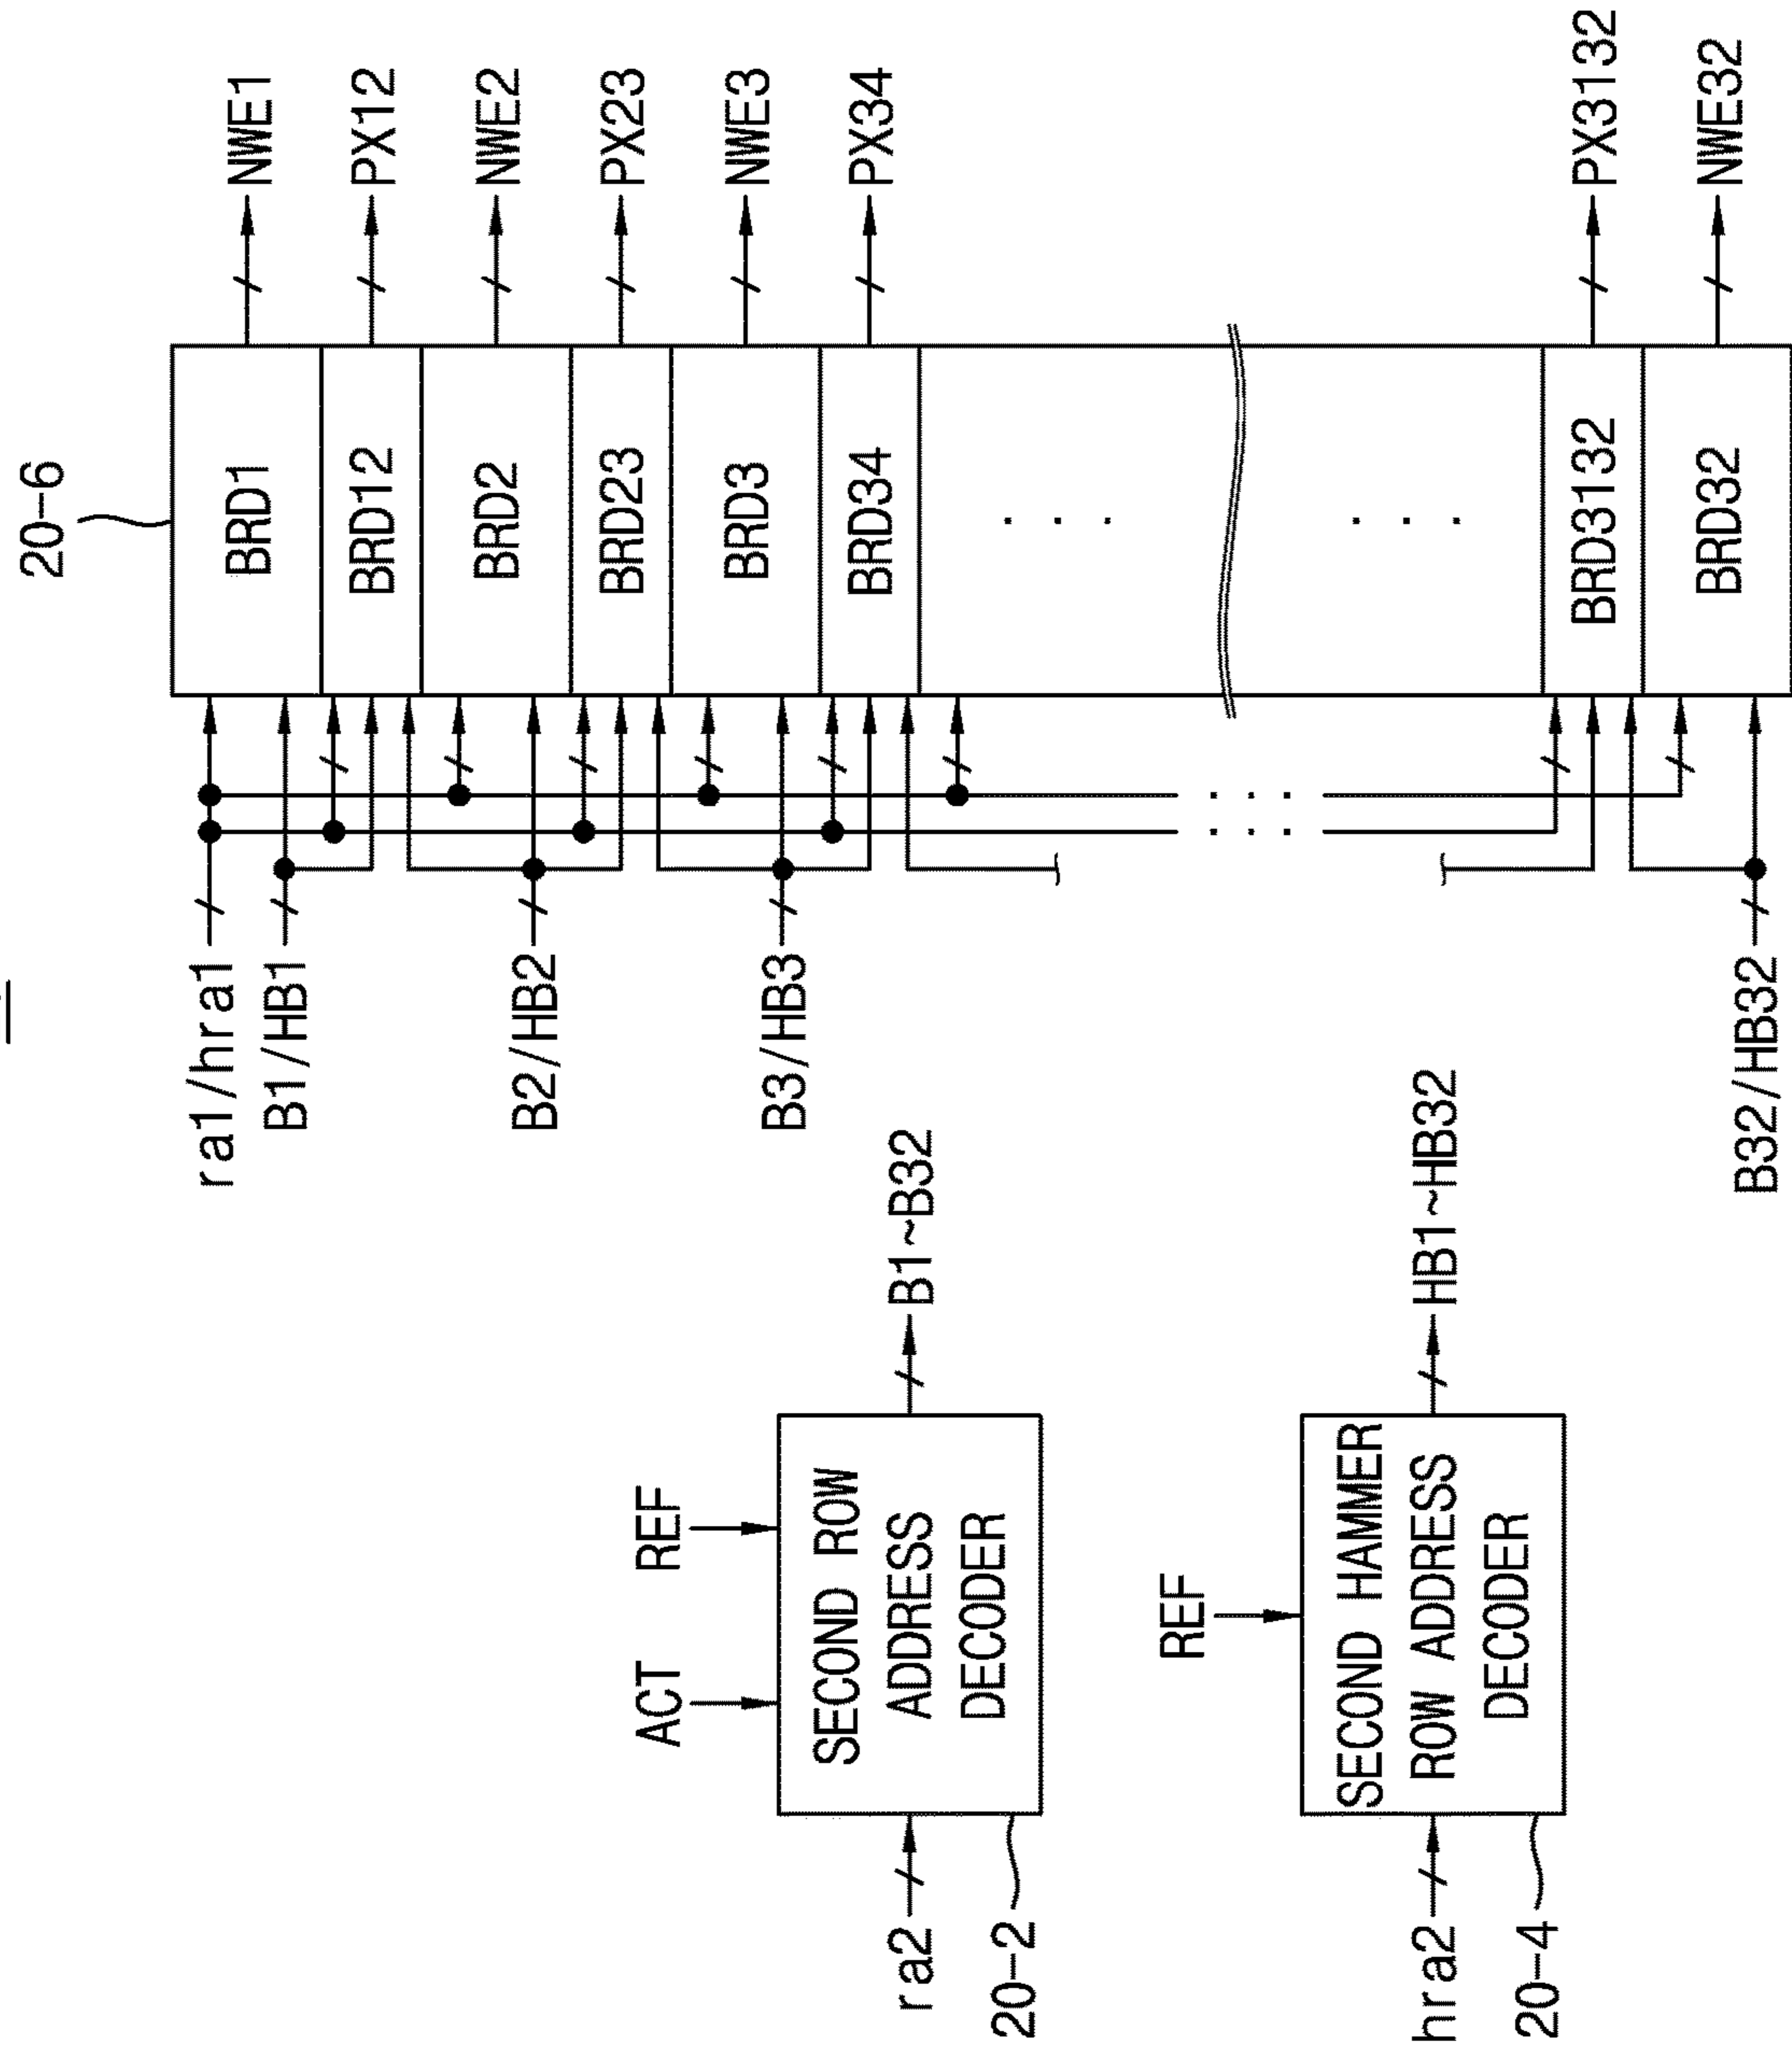 20-6
ra1/hra1
B1/HB1
B2/HB2
B3/HB3
B32/HB32
BRD1
BRD12
BRD2
BRD23
BRD3
BRD34
. . .
. . .
BRD3132
BRD32
NWE1
PX12
NWE2
PX23
NWE3
PX34
PX3132
NWE32
. . .
. . .
ACT
REF
ra2
SECOND ROW
ADDRESS
DECODER
B1~B32
20-2
REF
hra2
SECOND HAMMER
ROW ADDRESS
DECODER
HB1~HB32
20-4